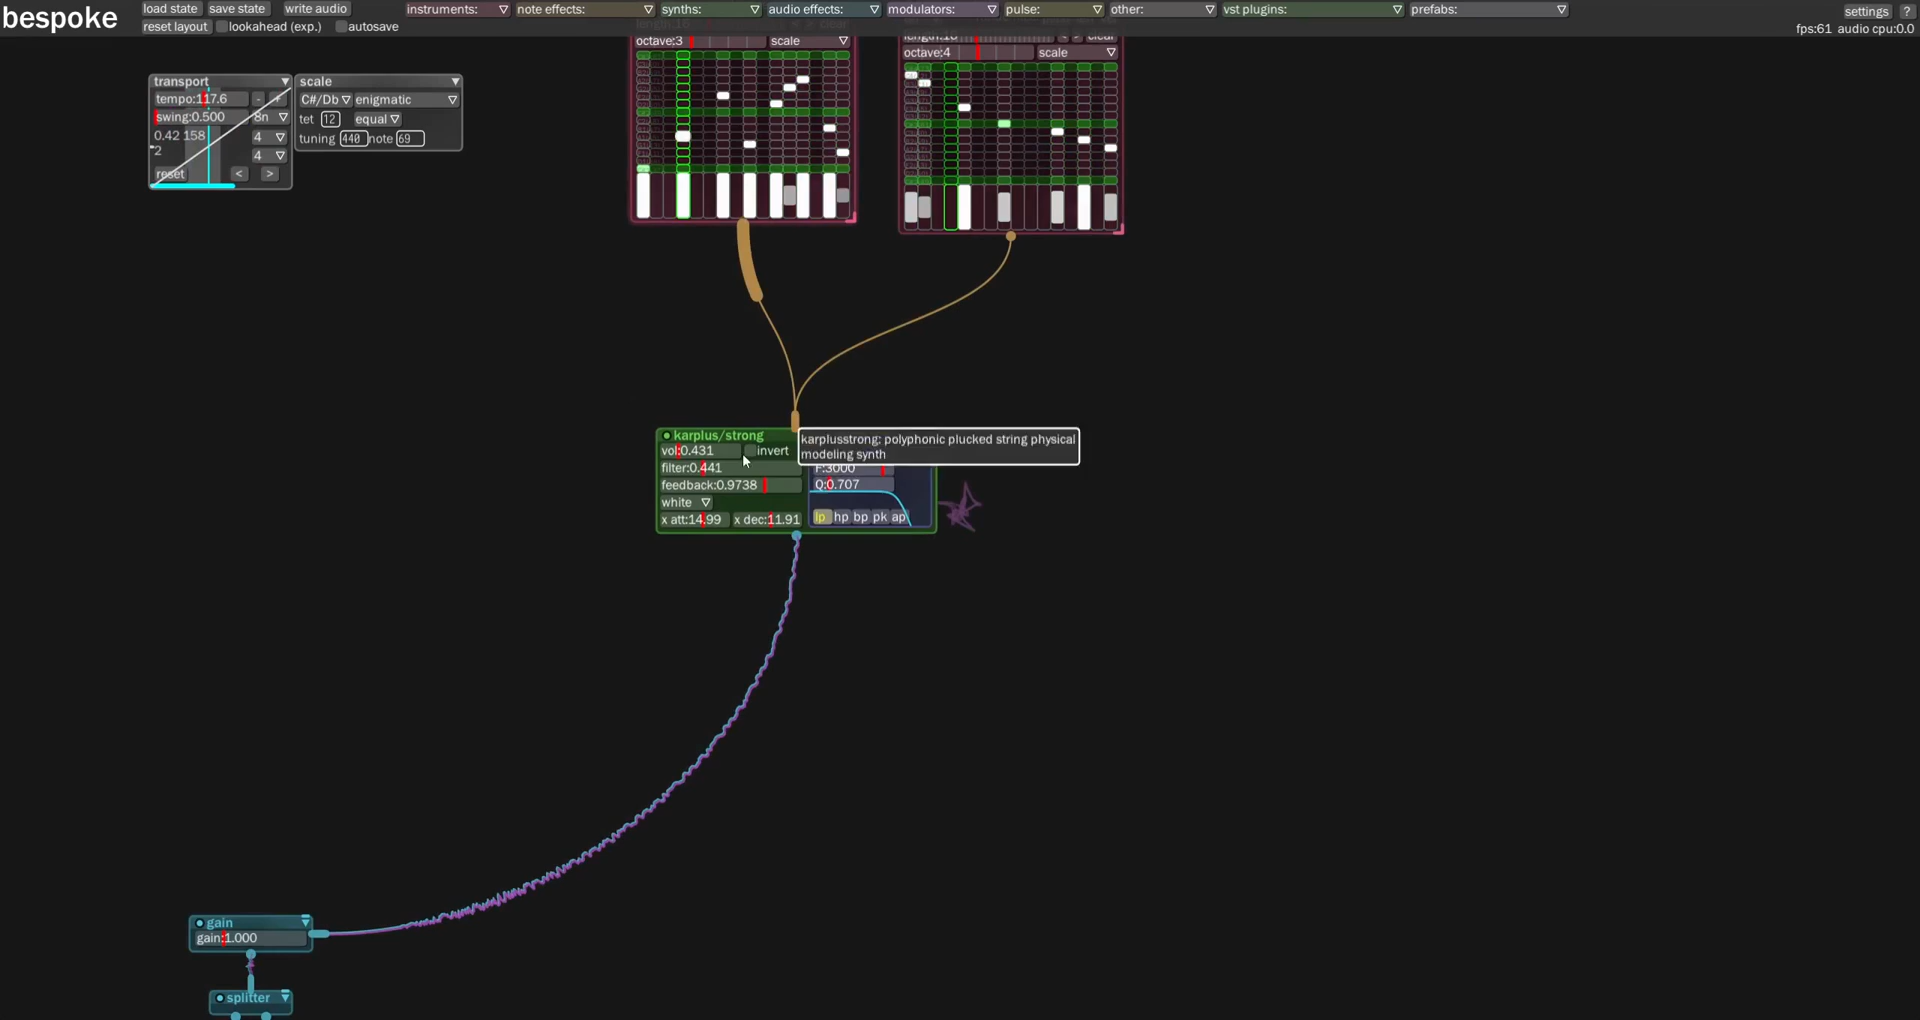 bespoke
load state save state write audio
reset layout lookahead (exp.) autosave
instruments: note effects: synths: audio effects: modulators: pulse: other: vst plugins: prefabs:
settings ?
fps:61 audio cpu:0.0
transport
tempo:117.6 - +
swing:0.500 8n
0.42 158 4
2 4
reset < >
scale
C#/Db enigmatic
tet 12 equal
tuning 440 note 69
octave:3 scale
length:16 < > clear
octave:4 scale
karplus/strong
vol:0.431 invert
filter:0.441
feedback:0.9738
white
x att:14.99 x dec:11.91
karplusstrong: polyphonic plucked string physical
modeling synth
F:3000
Q:0.707
lp hp bp pk ap
gain
gain:1.000
splitter